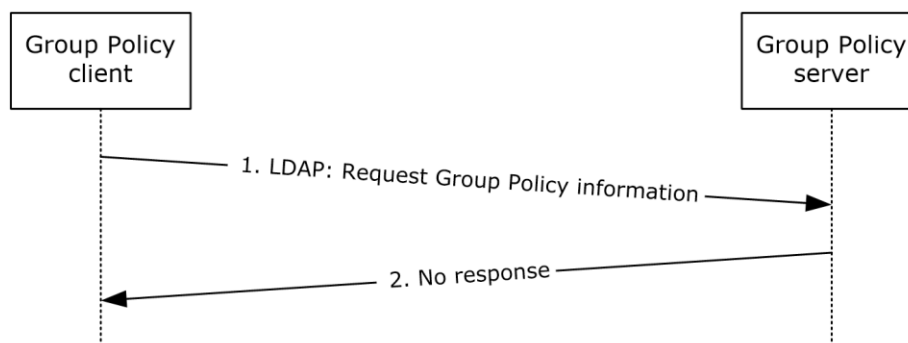 Group Policy
client
Group Policy
server
1. LDAP: Request Group Policy information
2. No response